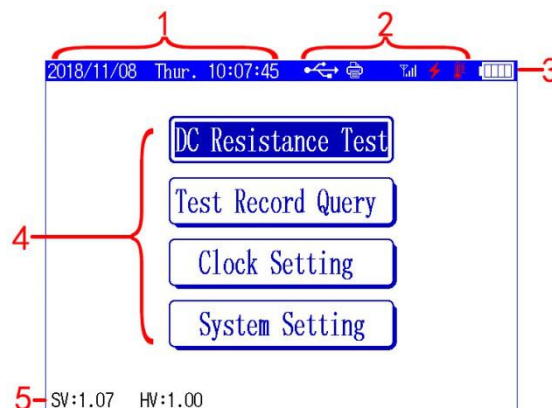 1 2
2018/11/08 Thur. 10:07:45
3
DC Resistance Test
Test Record Query
4
Clock Setting
System Setting
5 SV:1.07 HV:1.00